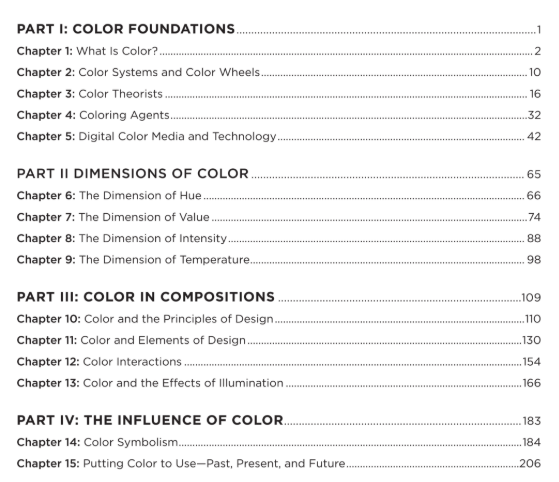 PART I: COLOR FOUNDATIONS........1
Chapter 1: What Is Color?........2
Chapter 2: Color Systems and Color Wheels........10
Chapter 3: Color Theorists........16
Chapter 4: Coloring Agents........32
Chapter 5: Digital Color Media and Technology........42
PART II DIMENSIONS OF COLOR........65
Chapter 6: The Dimension of Hue........66
Chapter 7: The Dimension of Value........74
Chapter 8: The Dimension of Intensity........88
Chapter 9: The Dimension of Temperature........98
PART III: COLOR IN COMPOSITIONS........109
Chapter 10: Color and the Principles of Design........110
Chapter 11: Color and Elements of Design........130
Chapter 12: Color Interactions........154
Chapter 13: Color and the Effects of Illumination........166
PART IV: THE INFLUENCE OF COLOR........183
Chapter 14: Color Symbolism........184
Chapter 15: Putting Color to Use—Past, Present, and Future........206